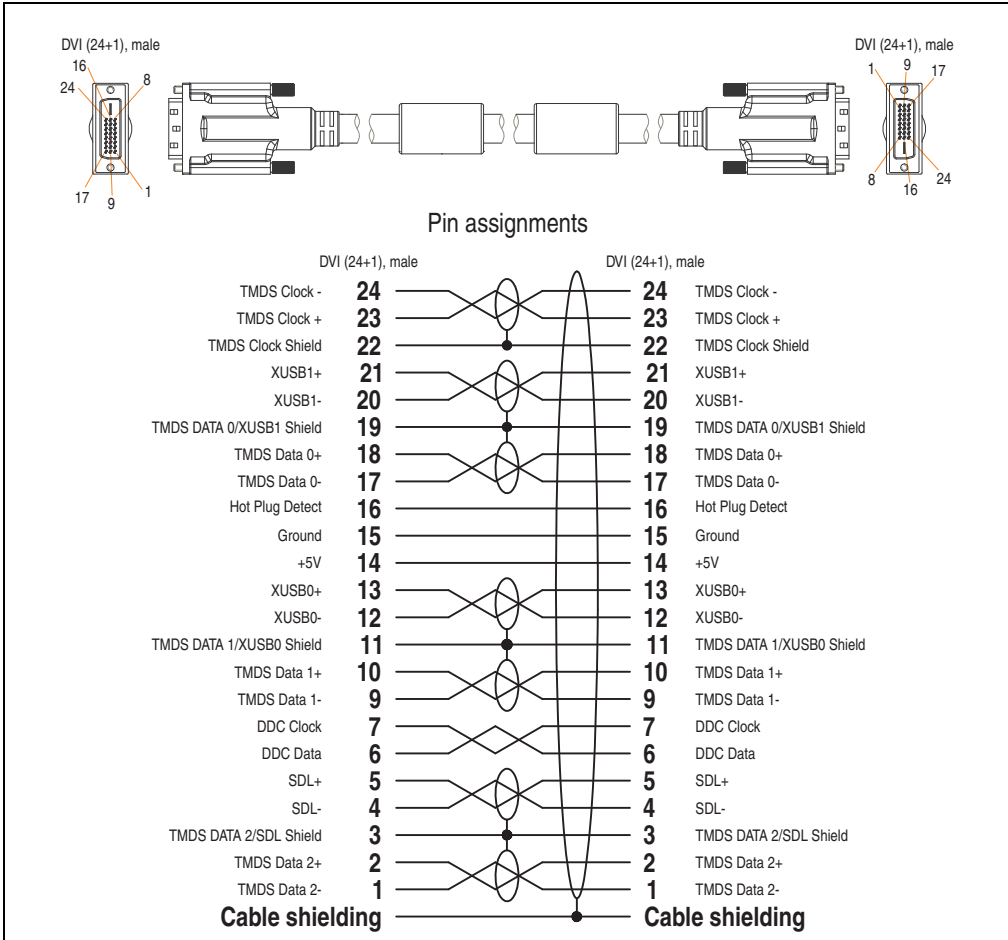 DVI (24+1), male
DVI (24+1), male
16
8
24
17
9
1
1
9
17
8
16
24
Pin assignments
DVI (24+1), male
DVI (24+1), male
TMDS Clock - 24 24 TMDS Clock -
TMDS Clock + 23 23 TMDS Clock +
TMDS Clock Shield 22 22 TMDS Clock Shield
XUSB1+ 21 21 XUSB1+
XUSB1- 20 20 XUSB1-
TMDS DATA 0/XUSB1 Shield 19 19 TMDS DATA 0/XUSB1 Shield
TMDS Data 0+ 18 18 TMDS Data 0+
TMDS Data 0- 17 17 TMDS Data 0-
Hot Plug Detect 16 16 Hot Plug Detect
Ground 15 15 Ground
+5V 14 14 +5V
XUSB0+ 13 13 XUSB0+
XUSB0- 12 12 XUSB0-
TMDS DATA 1/XUSB0 Shield 11 11 TMDS DATA 1/XUSB0 Shield
TMDS Data 1+ 10 10 TMDS Data 1+
TMDS Data 1- 9 9 TMDS Data 1-
DDC Clock 7 7 DDC Clock
DDC Data 6 6 DDC Data
SDL+ 5 5 SDL+
SDL- 4 4 SDL-
TMDS DATA 2/SDL Shield 3 3 TMDS DATA 2/SDL Shield
TMDS Data 2+ 2 2 TMDS Data 2+
TMDS Data 2- 1 1 TMDS Data 2-
Cable shielding Cable shielding